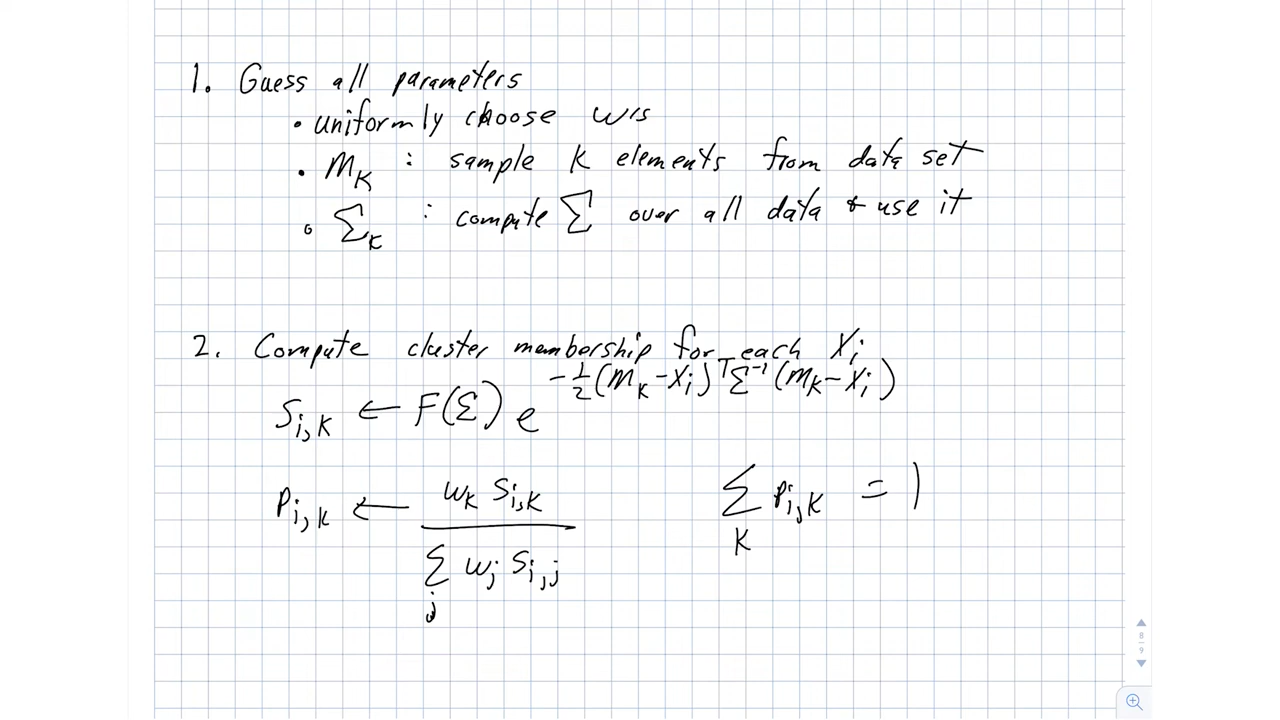 1. Guess all parameters
• uniformly choose w's
• m_K : sample K elements from data set
• Σ_K : compute Σ over all data & use it
2. Compute cluster membership for each X_i
S_{i,K} ← F(Σ) e^{-½(m_K - X_i)^T Σ^{-1} (m_K - X_i)}
P_{i,K} ← w_K S_{i,K} / Σ_j w_j S_{i,j}
Σ_K P_{i,K} = 1
8
9